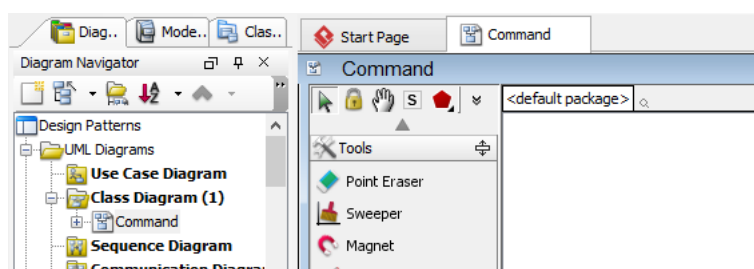 Diag..
Mode..
Clas..
Diagram Navigator
Design Patterns
UML Diagrams
Use Case Diagram
Class Diagram (1)
Command
Sequence Diagram
Start Page
Command
Command
S
<default package>
Tools
Point Eraser
Sweeper
Magnet